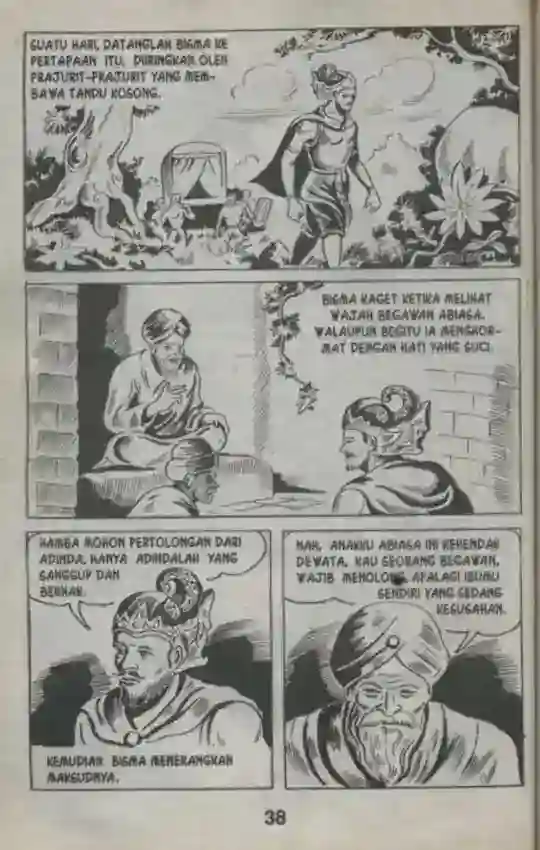 SUATU HARI, DATANGLAH BISMA KE
PERTAPAAN ITU, DIIRINGKAN OLEH
PRAJURIT-PRAJURIT YANG MEM-
BAWA TANDU KOSONG.
BISMA KAGET KETIKA MELIHAT
WAJAH BEGAWAN ABIASA.
WALAUPUN BEGITU IA MENGHOR-
MAT DENGAN HATI YANG SUCI.
HAMBA MOHON PERTOLONGAN DARI
ADINDA, HANYA ADINDALAH YANG
SANGGUP DAN
BERHAK.
KEMUDIAN BISMA MENERANGKAN
MAKSUDNYA.
NAH, ANAKKU ABIASA INI KEHENDAK
DEWATA, KAU SEORANG BEGAWAN,
WAJIB MENOLONG APALAGI IBUMU
SENDIRI YANG SEDANG
KESUSAHAN.
38